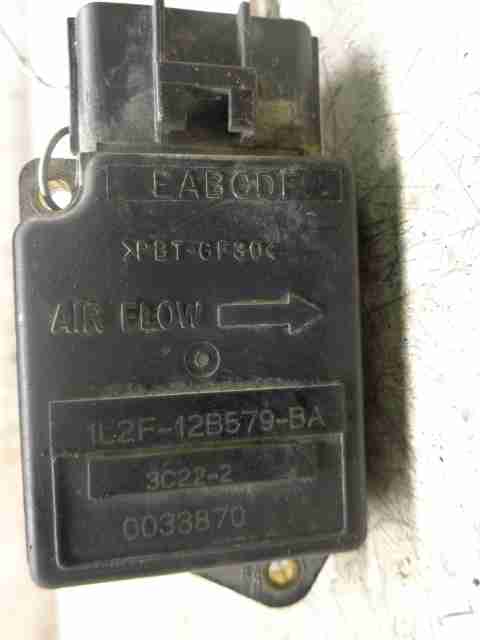 EABCDF
>PBT-GF30<
AIR FLOW
1L2F-12B579-BA
3C22-2
0033870